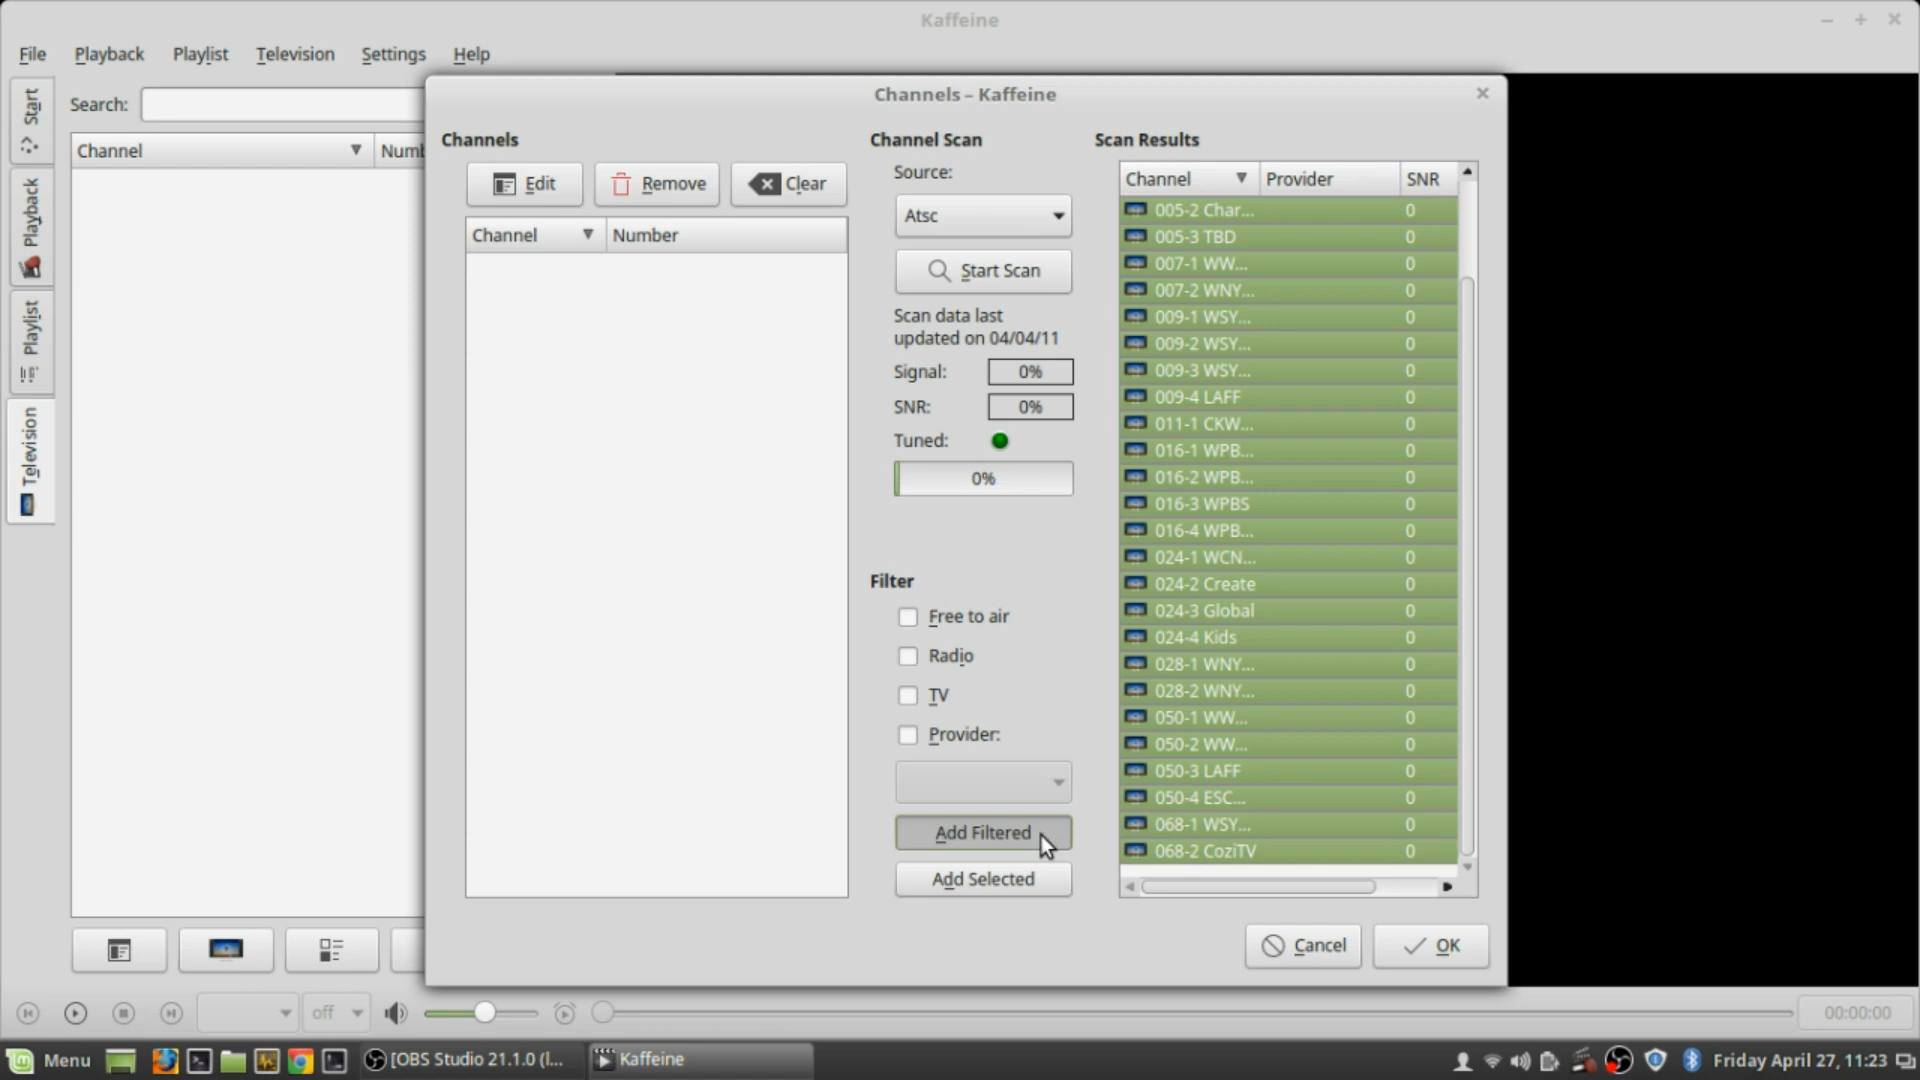 Kaffeine
File Playback Playlist Television Settings Help
Start
Playback
Playlist
Television
Search:
Channel Numb
Channels – Kaffeine
Channels
Edit Remove Clear
Channel Number
Channel Scan
Source:
Atsc
Start Scan
Scan data last
updated on 04/04/11
Signal: 0%
SNR: 0%
Tuned:
0%
Filter
Free to air
Radio
TV
Provider:
Add Filtered
Add Selected
Scan Results
Channel Provider SNR
005-2 Char... 0
005-3 TBD 0
007-1 WW... 0
007-2 WNY... 0
009-1 WSY... 0
009-2 WSY... 0
009-3 WSY... 0
009-4 LAFF 0
011-1 CKW... 0
016-1 WPB... 0
016-2 WPB... 0
016-3 WPBS 0
016-4 WPB... 0
024-1 WCN... 0
024-2 Create 0
024-3 Global 0
024-4 Kids 0
028-1 WNY... 0
028-2 WNY... 0
050-1 WW... 0
050-2 WW... 0
050-3 LAFF 0
050-4 ESC... 0
068-1 WSY... 0
068-2 CoziTV 0
Cancel OK
off
00:00:00
Menu [OBS Studio 21.1.0 (l... Kaffeine Friday April 27, 11:23